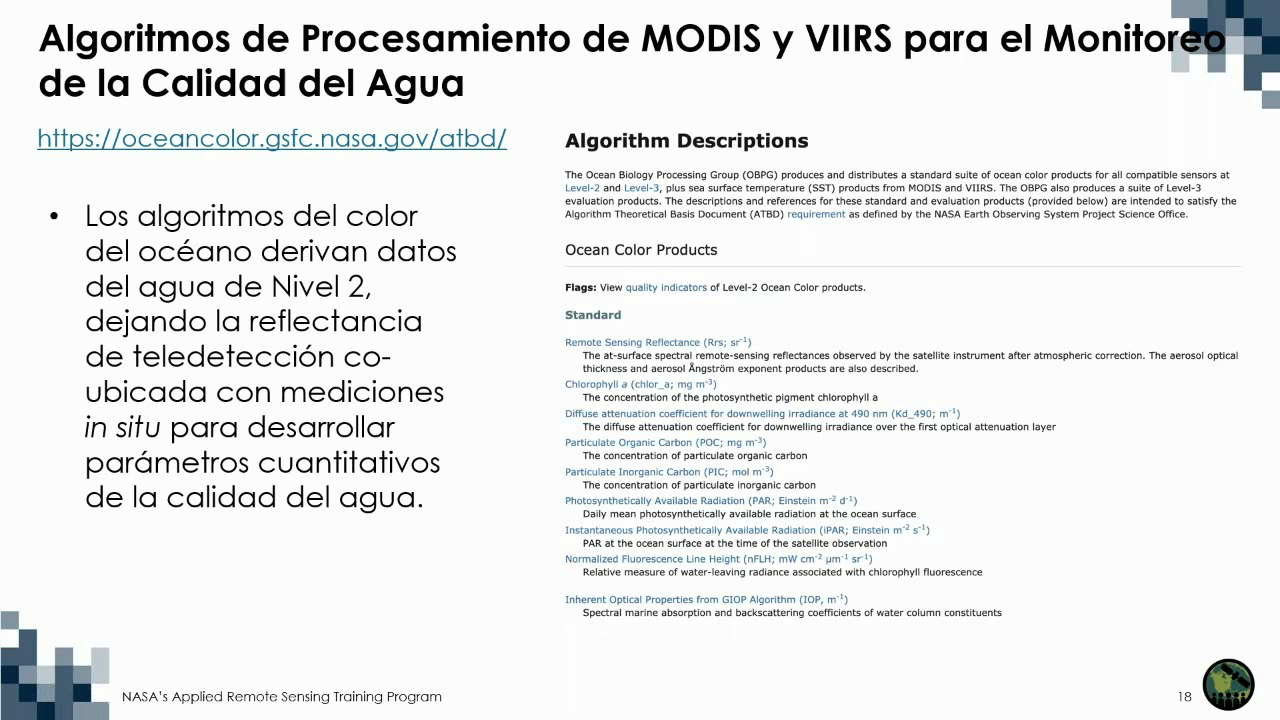 Algoritmos de Procesamiento de MODIS y VIIRS para el Monitoreo
de la Calidad del Agua
https://oceancolor.gsfc.nasa.gov/atbd/
• Los algoritmos del color
del océano derivan datos
del agua de Nivel 2,
dejando la reflectancia
de teledetección co-
ubicada con mediciones
in situ para desarrollar
parámetros cuantitativos
de la calidad del agua.
Algorithm Descriptions
The Ocean Biology Processing Group (OBPG) produces and distributes a standard suite of ocean color products for all compatible sensors at
Level-2 and Level-3, plus sea surface temperature (SST) products from MODIS and VIIRS. The OBPG also produces a suite of Level-3
evaluation products. The descriptions and references for these standard and evaluation products (provided below) are intended to satisfy the
Algorithm Theoretical Basis Document (ATBD) requirement as defined by the NASA Earth Observing System Project Science Office.
Ocean Color Products
Flags: View quality indicators of Level-2 Ocean Color products.
Standard
Remote Sensing Reflectance (Rrs; sr⁻¹)
The at-surface spectral remote-sensing reflectances observed by the satellite instrument after atmospheric correction. The aerosol optical
thickness and aerosol Ångström exponent products are also described.
Chlorophyll a (chlor_a; mg m⁻³)
The concentration of the photosynthetic pigment chlorophyll a
Diffuse attenuation coefficient for downwelling irradiance at 490 nm (Kd_490; m⁻¹)
The diffuse attenuation coefficient for downwelling irradiance over the first optical attenuation layer
Particulate Organic Carbon (POC; mg m⁻³)
The concentration of particulate organic carbon
Particulate Inorganic Carbon (PIC; mol m⁻³)
The concentration of particulate inorganic carbon
Photosynthetically Available Radiation (PAR; Einstein m⁻² d⁻¹)
Daily mean photosynthetically available radiation at the ocean surface
Instantaneous Photosynthetically Available Radiation (iPAR; Einstein m⁻² s⁻¹)
PAR at the ocean surface at the time of the satellite observation
Normalized Fluorescence Line Height (nFLH; mW cm⁻² µm⁻¹ sr⁻¹)
Relative measure of water-leaving radiance associated with chlorophyll fluorescence
Inherent Optical Properties from GIOP Algorithm (IOP, m⁻¹)
Spectral marine absorption and backscattering coefficients of water column constituents
NASA's Applied Remote Sensing Training Program
18